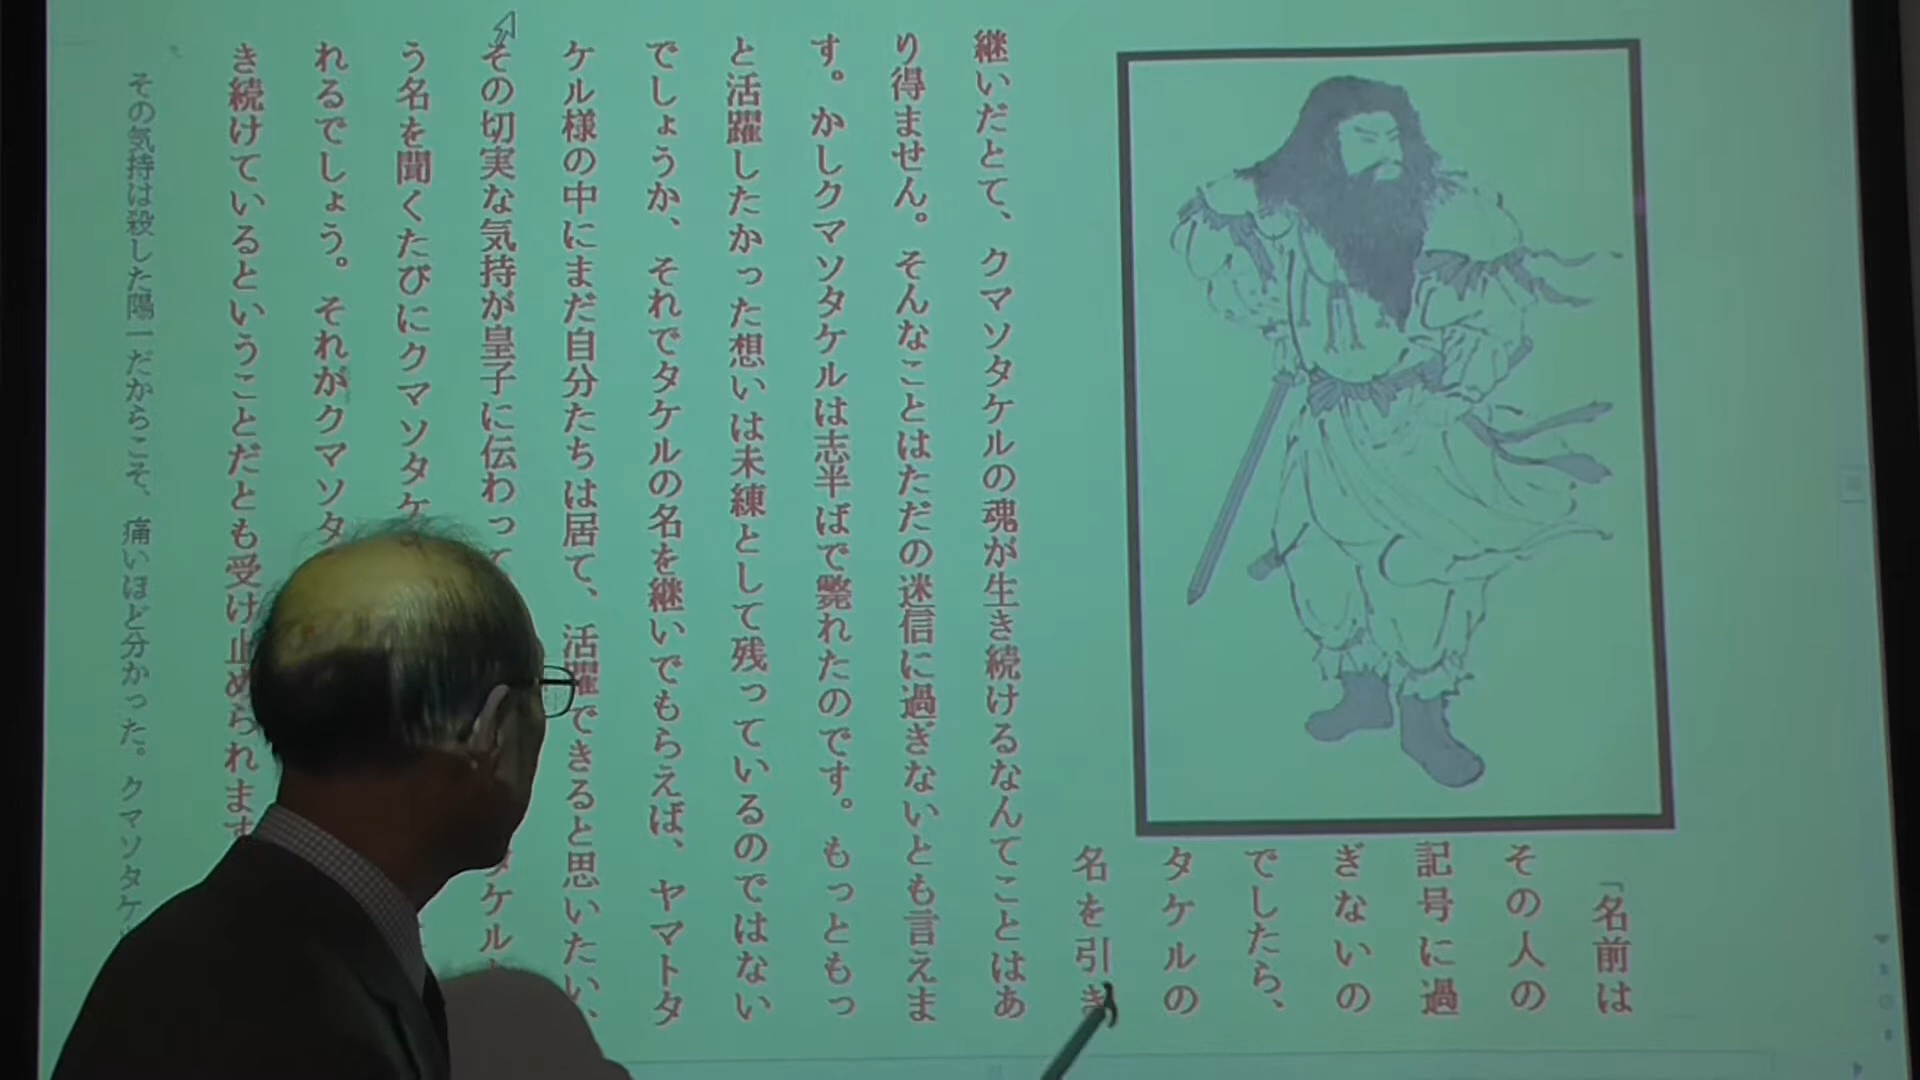 「名前は
その人の
記号に過
ぎないの
でしたら、
タケルの
名を引き
継いだとて、クマソタケルの魂が生き続けるなんてことはあ
り得ません。そんなことはただの迷信に過ぎないとも言えま
す。かしクマソタケルは志半ばで斃れたのです。もっともっ
と活躍したかった想いは未練として残っているのではない
でしょうか、それでタケルの名を継いでもらえば、ヤマトタ
ケル様の中にまだ自分たちは居て、活躍できると思いたい、
その切実な気持が皇子に伝わって タケル
う名を聞くたびにクマソタケ
れるでしょう。それがクマソタ
き続けているということだとも受け止められます
その気持は殺した陽一だからこそ、痛いほど分かった。クマソタケ